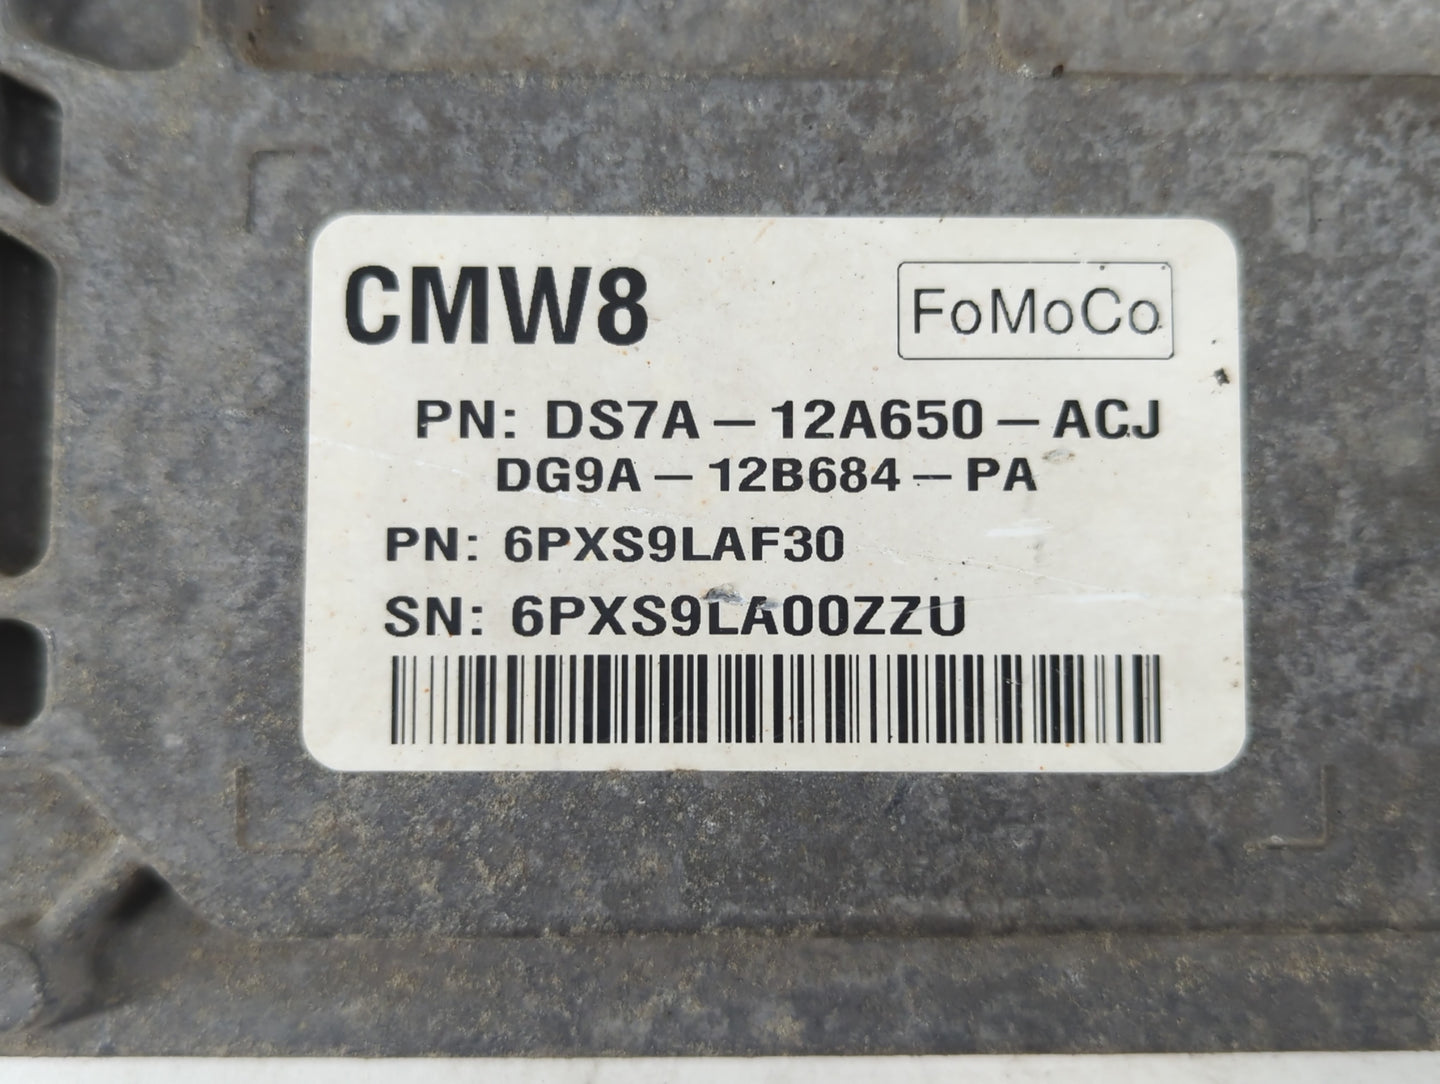 CMW8
FoMoCo
PN: DS7A-12A650-ACJ
DG9A-12B684-PA
PN: 6PXS9LAF30
SN: 6PXS9LA00ZZU